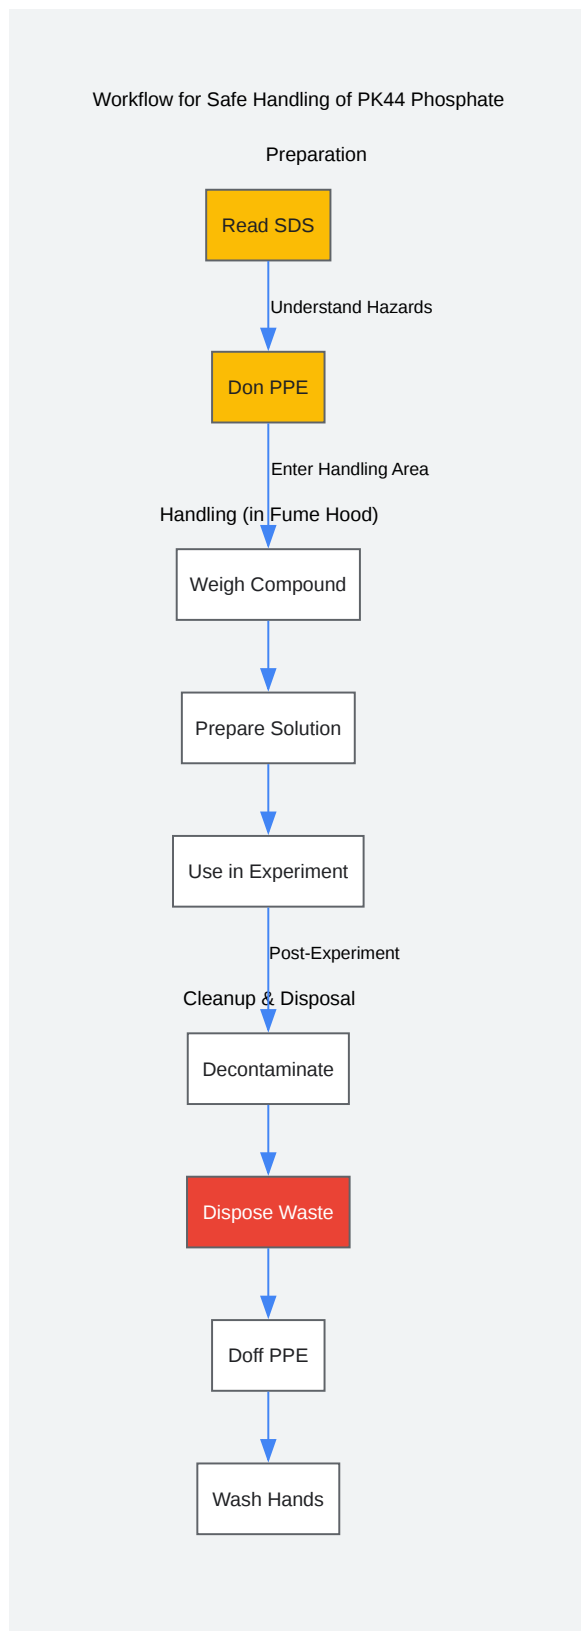 Workflow for Safe Handling of PK44 Phosphate
Preparation
Read SDS
Understand Hazards
Don PPE
Enter Handling Area
Handling (in Fume Hood)
Weigh Compound
Prepare Solution
Use in Experiment
Post-Experiment
Cleanup & Disposal
Decontaminate
Dispose Waste
Doff PPE
Wash Hands